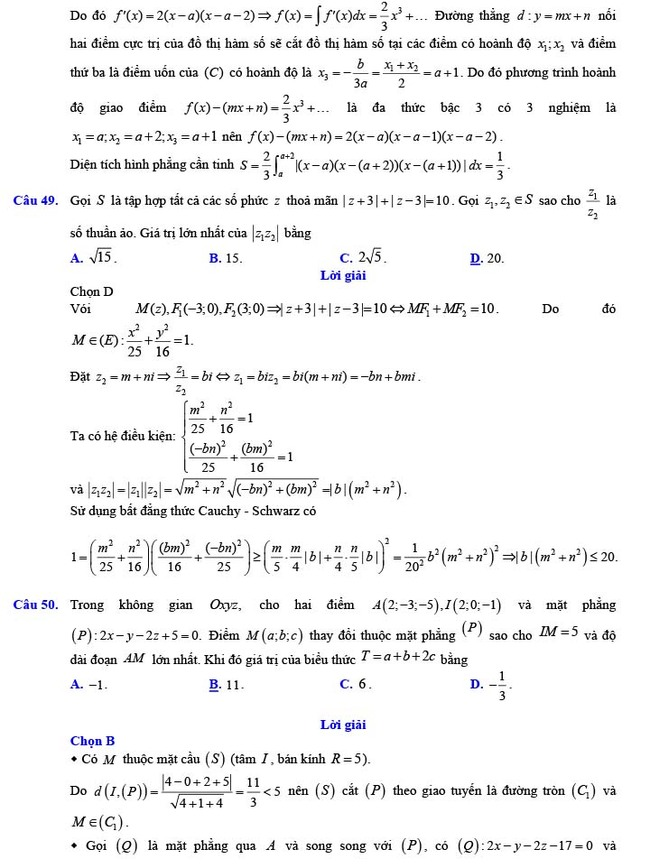 Do đó f'(x) = 2(x−a)(x−a−2) ⇒ f(x) = ∫ f'(x)dx = 2/3 x³ + … Đường thẳng d : y = mx + n nối
hai điểm cực trị của đồ thị hàm số sẽ cắt đồ thị hàm số tại các điểm có hoành độ x₁; x₂ và điểm
thứ ba là điểm uốn của (C) có hoành độ là x₃ = −b/3a = (x₁ + x₂)/2 = a + 1. Do đó phương trình hoành
độ giao điểm f(x) − (mx + n) = 2/3 x³ + … là đa thức bậc 3 có 3 nghiệm là
x₁ = a; x₂ = a + 2; x₃ = a + 1 nên f(x) − (mx + n) = 2(x−a)(x−a−1)(x−a−2).
Diện tích hình phẳng cần tinh S = 2/3 ∫ₐᵃ⁺² |(x−a)(x−(a+2))(x−(a+1))| dx = 1/3.
Câu 49. Gọi S là tập hợp tất cả các số phức z thoả mãn |z+3|+|z−3|=10. Gọi z₁, z₂ ∈ S sao cho z₁/z₂ là
số thuần ảo. Giá trị lớn nhất của |z₁z₂| bằng
A. √15. B. 15. C. 2√5. D. 20.
Lời giải
Chọn D
Với M(z), F₁(−3;0), F₂(3;0) ⇒ |z+3|+|z−3|=10 ⇔ MF₁ + MF₂ = 10. Do đó
M ∈ (E): x²/25 + y²/16 = 1.
Đặt z₂ = m + ni ⇒ z₁/z₂ = bi ⇔ z₁ = biz₂ = bi(m + ni) = −bn + bmi.
Ta có hệ điều kiện: { m²/25 + n²/16 = 1
(−bn)²/25 + (bm)²/16 = 1
và |z₁z₂| = |z₁||z₂| = √(m² + n²) √((−bn)² + (bm)²) = |b|(m² + n²).
Sử dụng bất đẳng thức Cauchy - Schwarz có
1 = (m²/25 + n²/16)((bm)²/16 + (−bn)²/25) ≥ (m/5 · m/4 |b| + n/4 · n/5 |b|)² = 1/20² b²(m² + n²)² ⇒ |b|(m² + n²) ≤ 20.
Câu 50. Trong không gian Oxyz, cho hai điểm A(2;−3;−5), I(2;0;−1) và mặt phẳng
(P): 2x − y − 2z + 5 = 0. Điểm M(a;b;c) thay đổi thuộc mặt phẳng (P) sao cho IM = 5 và độ
dài đoạn AM lớn nhất. Khi đó giá trị của biểu thức T = a + b + 2c bằng
A. −1. B. 11. C. 6. D. −1/3.
Lời giải
Chọn B
• Có M thuộc mặt cầu (S) (tâm I, bán kính R = 5).
Do d(I,(P)) = |4−0+2+5|/√(4+1+4) = 11/3 < 5 nên (S) cắt (P) theo giao tuyến là đường tròn (C₁) và
M ∈ (C₁).
• Gọi (Q) là mặt phẳng qua A và song song với (P), có (Q): 2x − y − 2z − 17 = 0 và